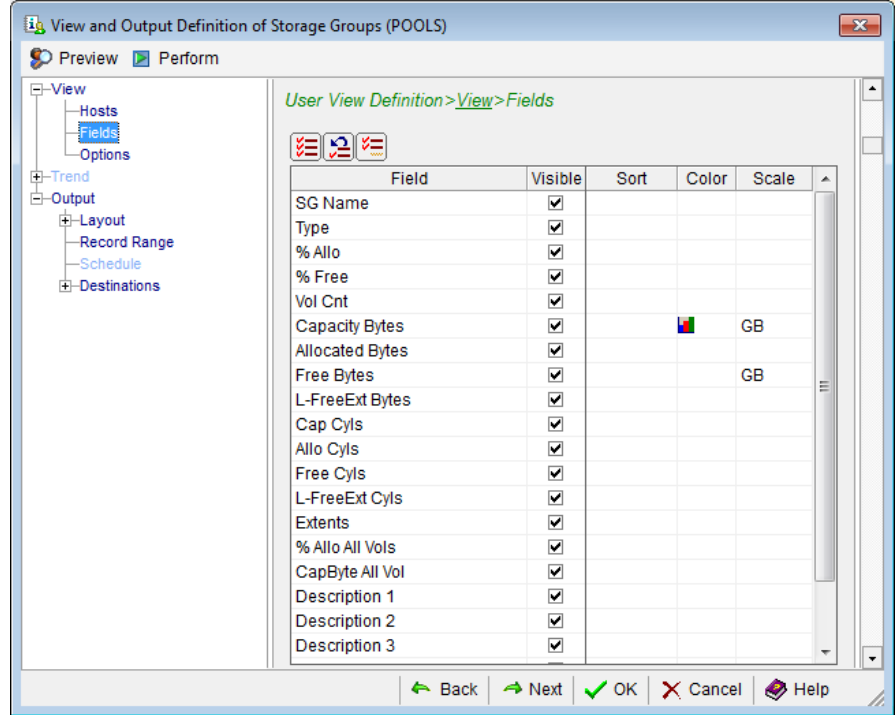 View and Output Definition of Storage Groups (POOLS)
Preview Perform
View
Hosts
Fields
Options
Trend
Output
Layout
Record Range
Schedule
Destinations
User View Definition>View>Fields
Field Visible Sort Color Scale
SG Name
Type
% Allo
% Free
Vol Cnt
Capacity Bytes GB
Allocated Bytes
Free Bytes GB
L-FreeExt Bytes
Cap Cyls
Allo Cyls
Free Cyls
L-FreeExt Cyls
Extents
% Allo All Vols
CapByte All Vol
Description 1
Description 2
Description 3
Back Next OK Cancel Help